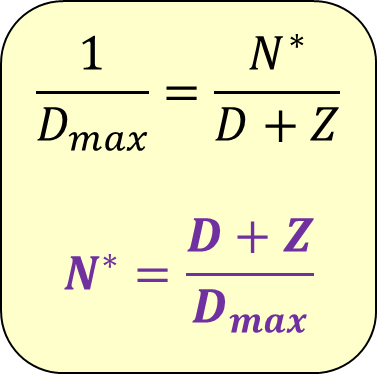 1/D_max = N*/(D + Z)
N* = (D + Z)/D_max